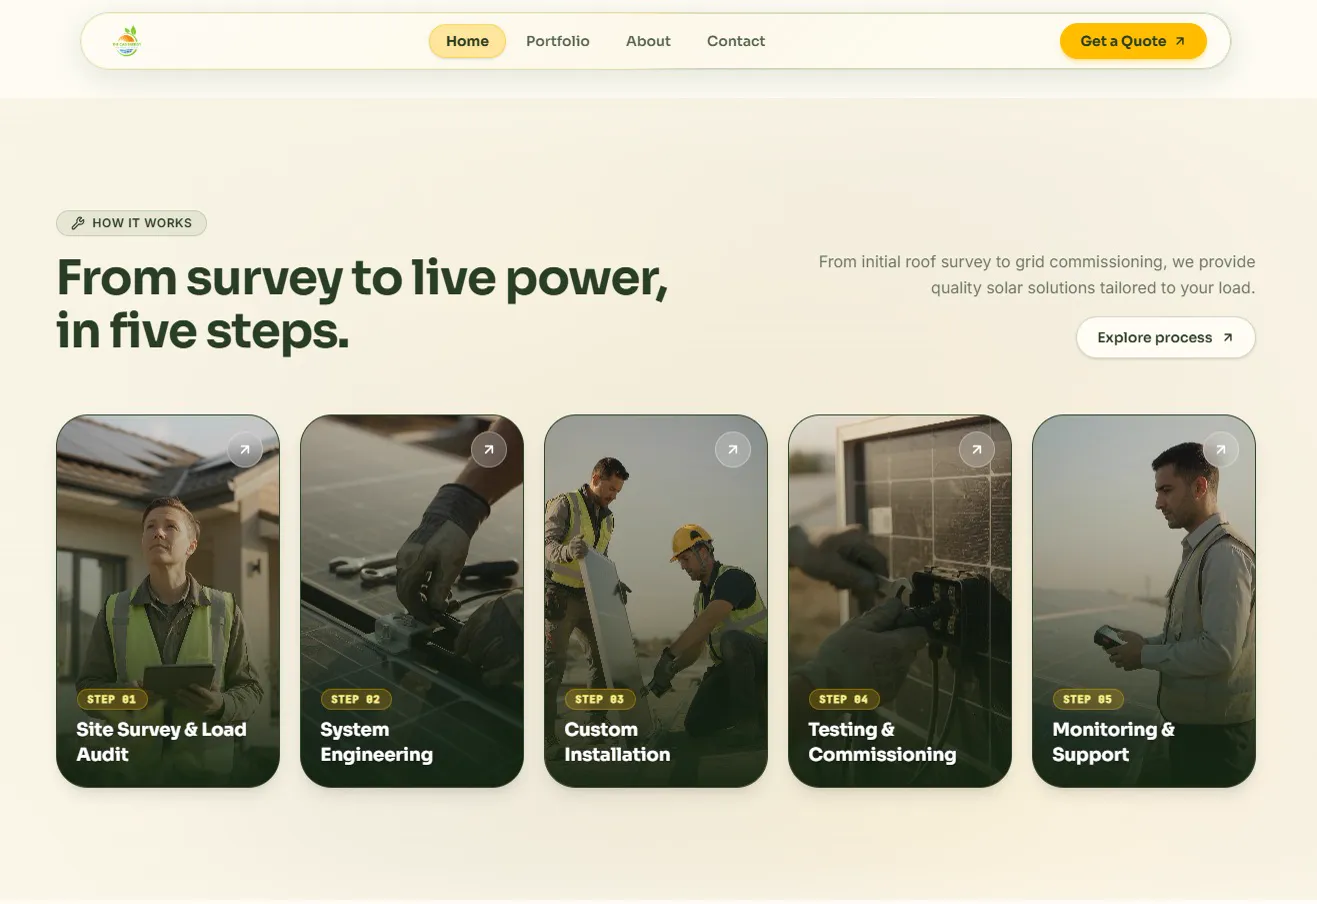 Home
Portfolio
About
Contact
Get a Quote
HOW IT WORKS
From survey to live power,
in five steps.
From initial roof survey to grid commissioning, we provide
quality solar solutions tailored to your load.
Explore process
STEP 01
Site Survey & Load
Audit
STEP 02
System
Engineering
STEP 03
Custom
Installation
STEP 04
Testing &
Commissioning
STEP 05
Monitoring &
Support